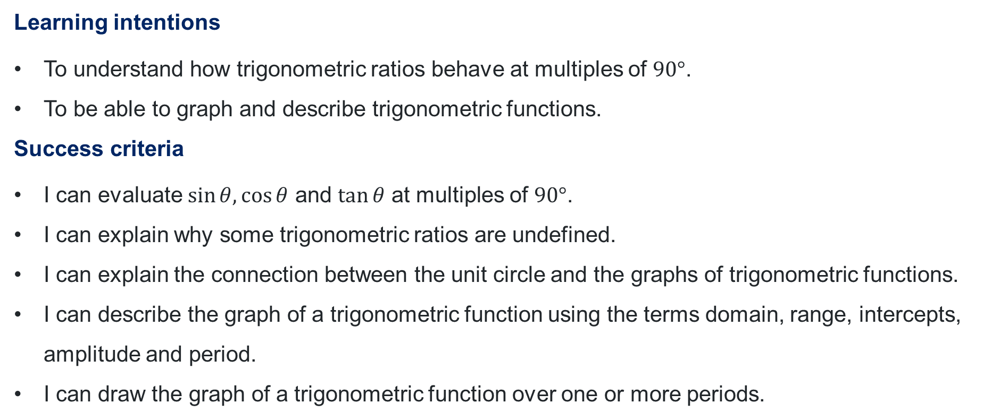 Learning intentions
• To understand how trigonometric ratios behave at multiples of 90°.
• To be able to graph and describe trigonometric functions.
Success criteria
• I can evaluate sin θ, cos θ and tan θ at multiples of 90°.
• I can explain why some trigonometric ratios are undefined.
• I can explain the connection between the unit circle and the graphs of trigonometric functions.
• I can describe the graph of a trigonometric function using the terms domain, range, intercepts,
amplitude and period.
• I can draw the graph of a trigonometric function over one or more periods.